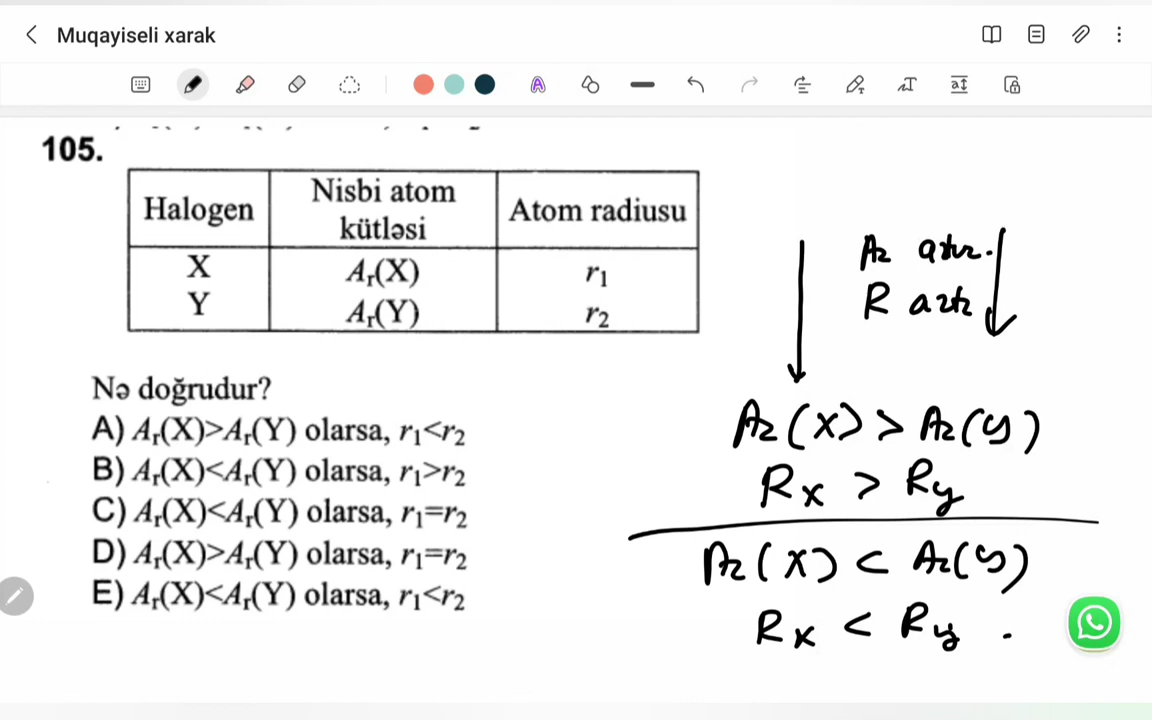 Muqayiseli xarak
105.
Halogen
Nisbi atom
kütləsi
Atom radiusu
X
Aᵣ(X)
r₁
Y
Aᵣ(Y)
r₂
Nə doğrudur?
A) Aᵣ(X)>Aᵣ(Y) olarsa, r₁<r₂
B) Aᵣ(X)<Aᵣ(Y) olarsa, r₁>r₂
C) Aᵣ(X)<Aᵣ(Y) olarsa, r₁=r₂
D) Aᵣ(X)>Aᵣ(Y) olarsa, r₁=r₂
E) Aᵣ(X)<Aᵣ(Y) olarsa, r₁<r₂
Ar
R
Ar(X) > Ar(y)
Rx > Ry
Ar(X) < Ar(y)
Rx < Ry .